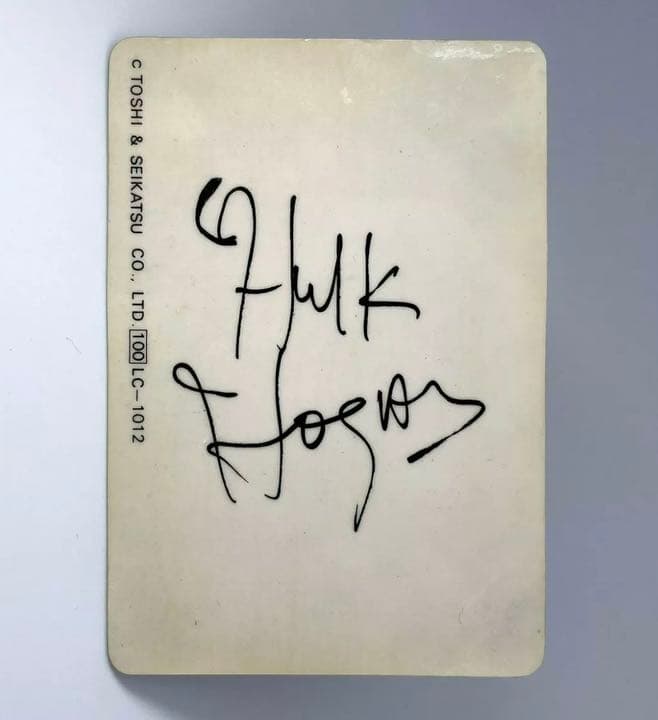 C TOSHI & SEIKATSU CO., LTD. 100 LC-1012
Hulk
Hogan